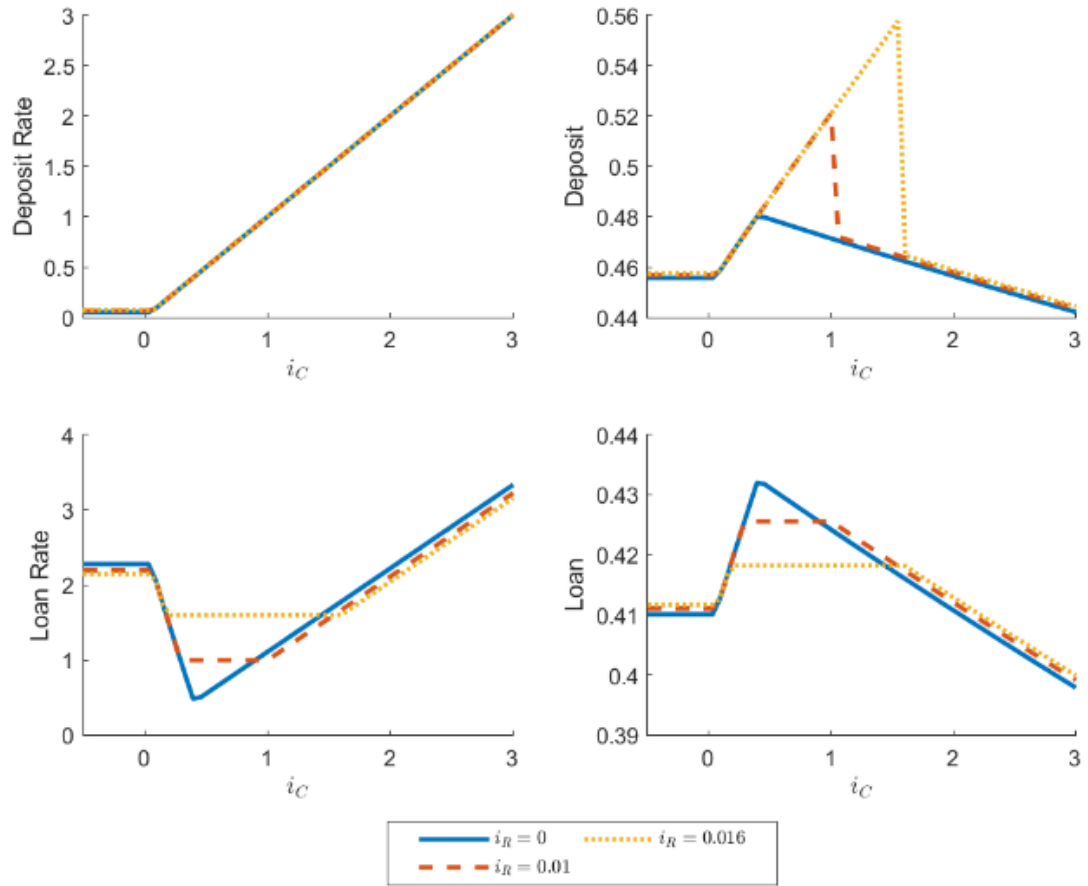 Deposit Rate
3
2.5
2
1.5
1
0.5
0
0 1 2 3
i_C
Deposit
0.56
0.54
0.52
0.5
0.48
0.46
0.44
0 1 2 3
i_C
Loan Rate
4
3
2
1
0
0 1 2 3
i_C
Loan
0.44
0.43
0.42
0.41
0.4
0.39
0 1 2 3
i_C
i_R = 0 i_R = 0.016
i_R = 0.01